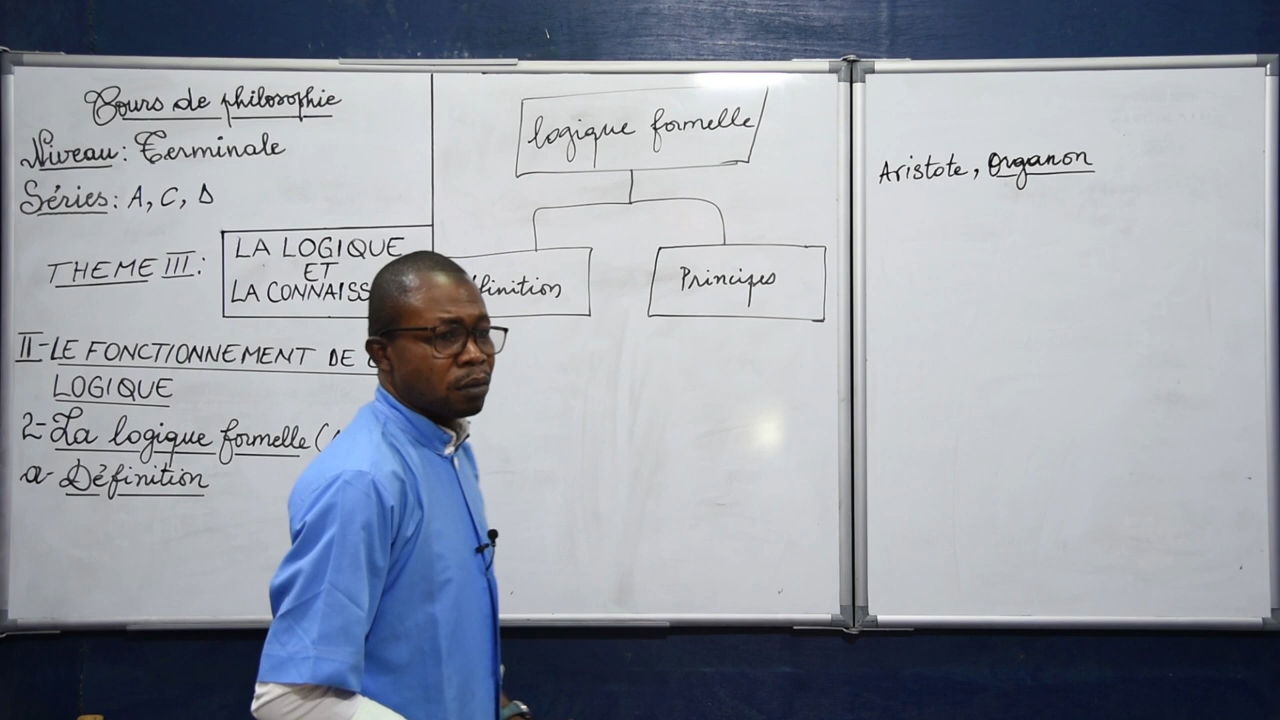 Cours de philosophie
Niveau: Terminale
Séries: A, C, D
THEME III:
LA LOGIQUE
ET
LA CONNAISS
II-LE FONCTIONNEMENT DE
LOGIQUE
2-La logique formelle (
a- Définition
logique formelle
finition
Principes
Aristote, Organon